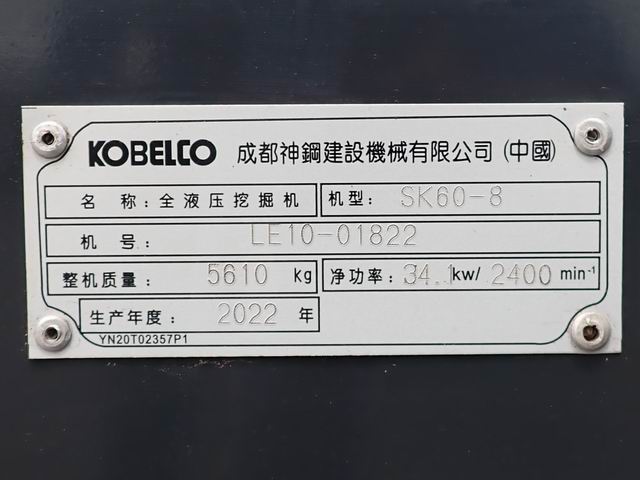 KOBELCO 成都神鋼建設機械有限公司(中國)
名 称:全液压挖掘机 机型: SK60-8
机 号: LE10-01822
整机质量: 5610 kg 净功率: 34.1kw/ 2400 min-1
生产年度: 2022 年
YN20T02357P1